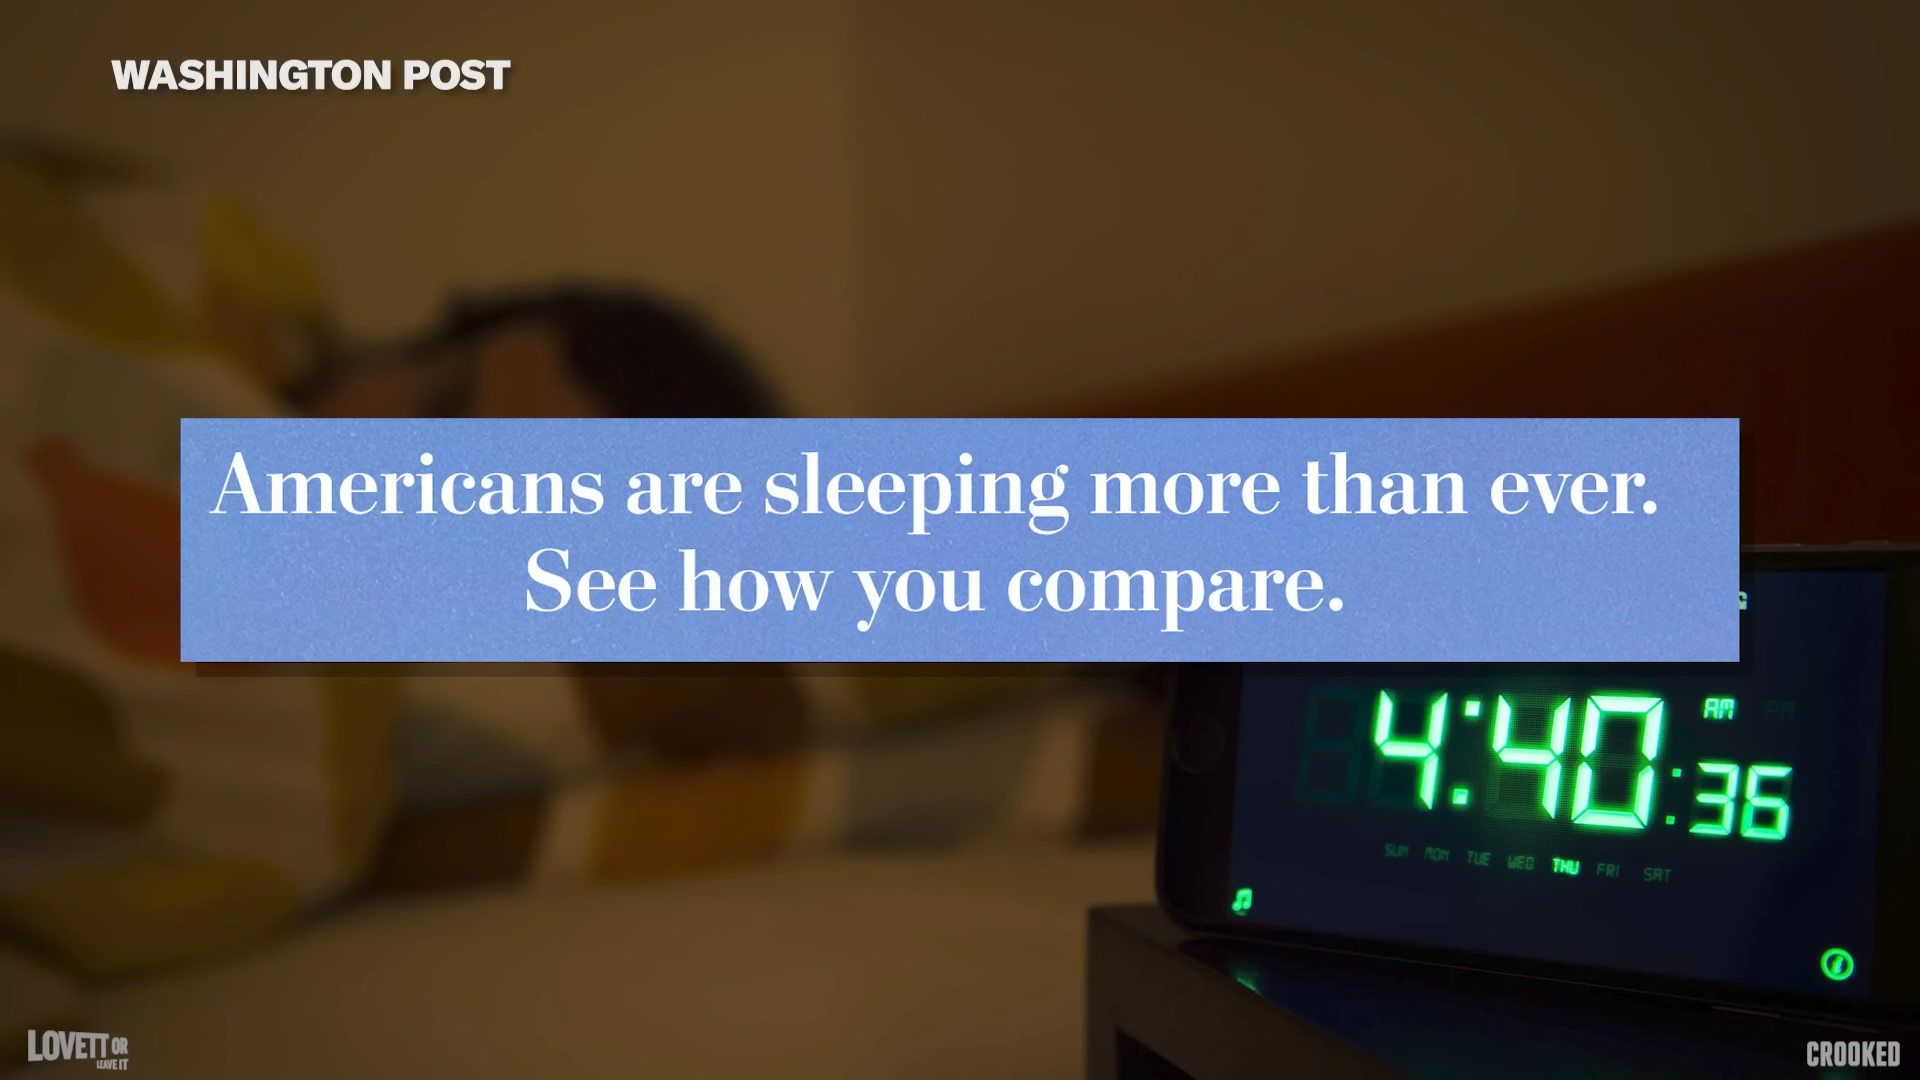 WASHINGTON POST
Americans are sleeping more than ever.
See how you compare.
4:40 :36 AM PM
SUN MON TUE WED THU FRI SAT
LOVETT OR
LEAVE IT
CROOKED